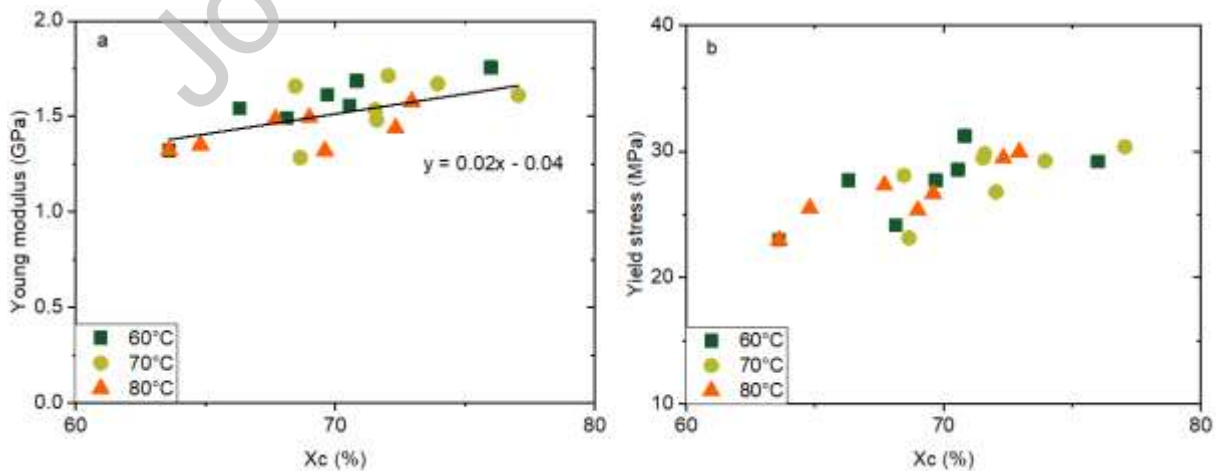 Jo
2.0
1.5
1.0
0.5
0.0
Young modulus (GPa)
a
y = 0.02x - 0.04
60°C
70°C
80°C
60
70
80
Xc (%)
40
30
20
10
Yield stress (MPa)
b
60°C
70°C
80°C
60
70
80
Xc (%)